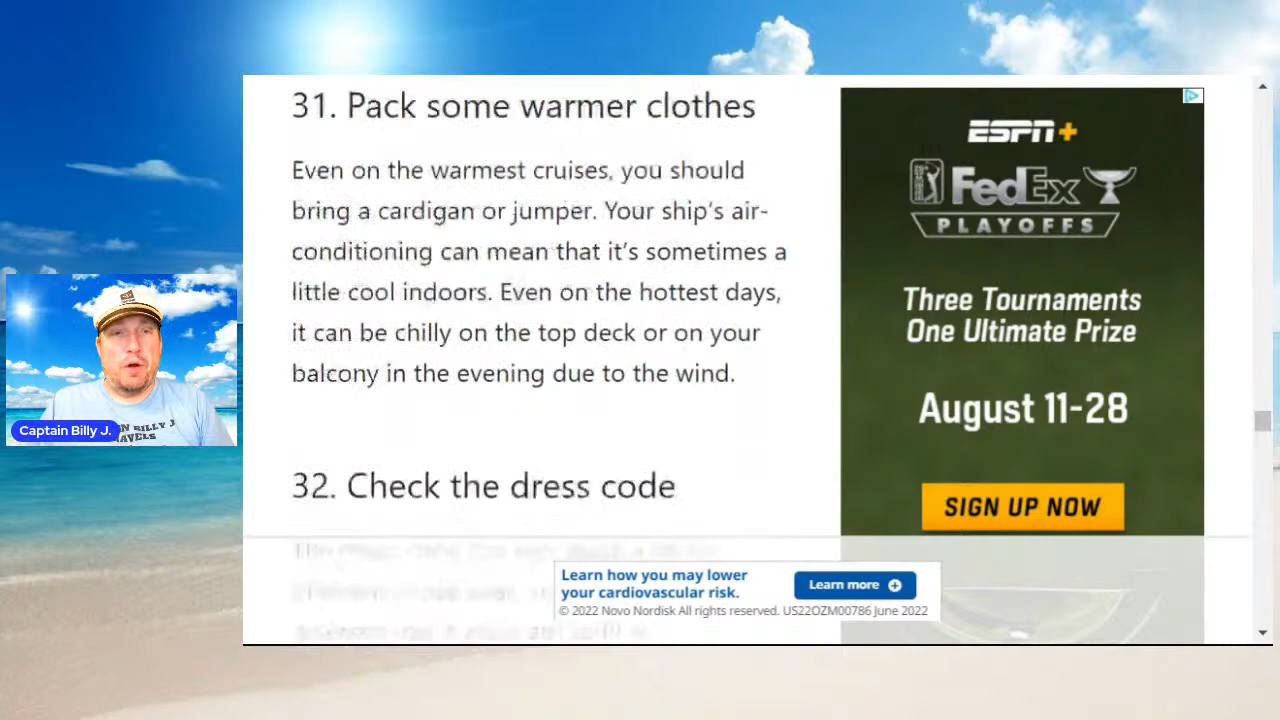 31. Pack some warmer clothes
Even on the warmest cruises, you should
bring a cardigan or jumper. Your ship's air-
conditioning can mean that it's sometimes a
little cool indoors. Even on the hottest days,
it can be chilly on the top deck or on your
balcony in the evening due to the wind.
32. Check the dress code
ESPN+
FedEx
PLAYOFFS
Three Tournaments
One Ultimate Prize
August 11-28
SIGN UP NOW
Learn how you may lower
your cardiovascular risk.
Learn more
© 2022 Novo Nordisk All rights reserved. US22OZM00786 June 2022
Captain Billy J.
N BILLY J
AVELS